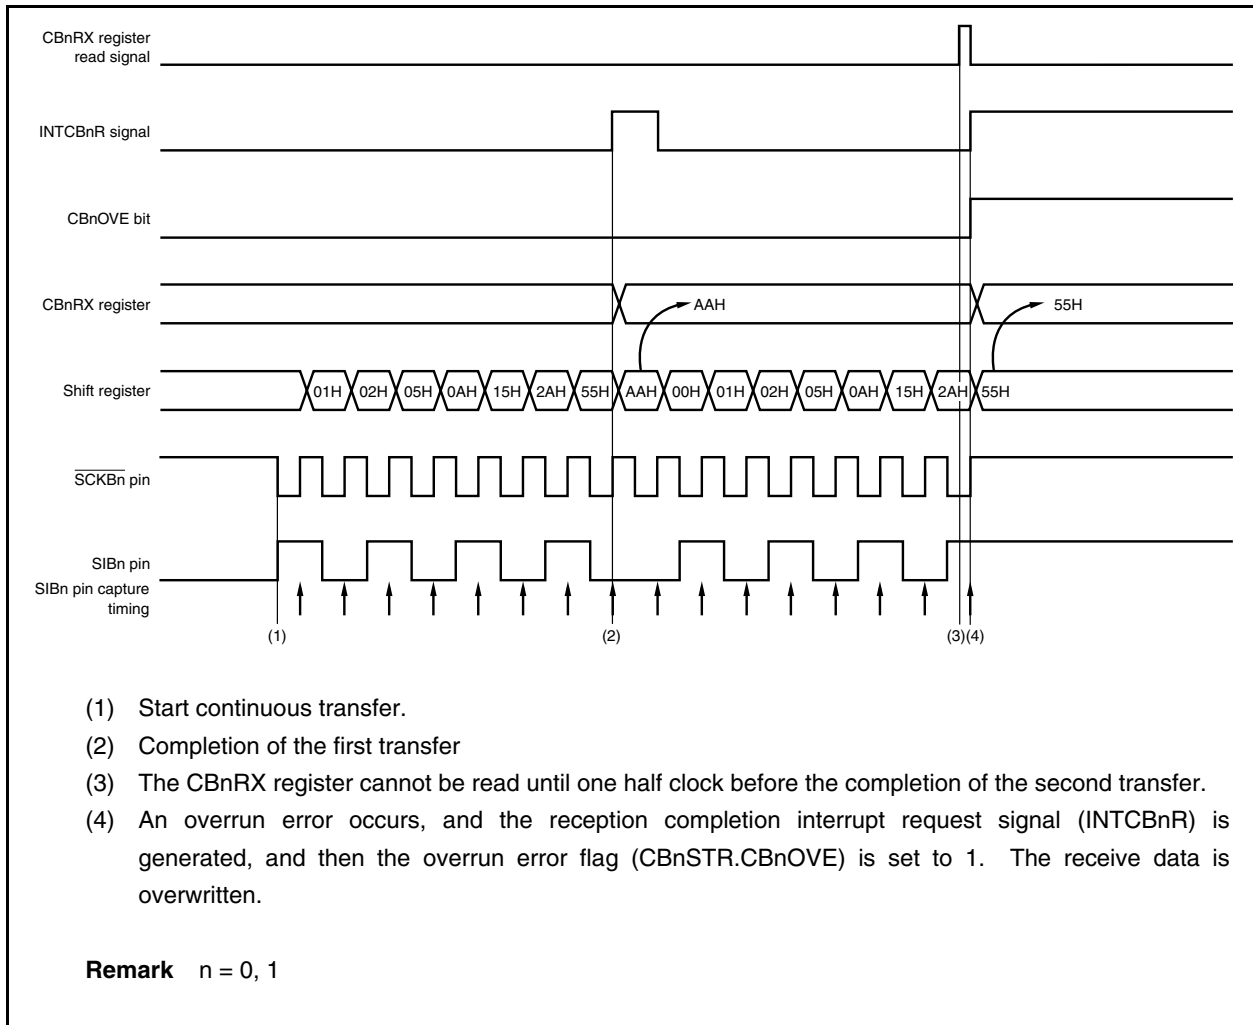 CBnRX register
read signal
INTCBnR signal
CBnOVE bit
CBnRX register
AAH
55H
Shift register
01H 02H 05H 0AH 15H 2AH 55H AAH 00H 01H 02H 05H 0AH 15H 2AH 55H
SCKBn pin
SIBn pin
SIBn pin capture
timing
(1) (2) (3) (4)
(1) Start continuous transfer.
(2) Completion of the first transfer
(3) The CBnRX register cannot be read until one half clock before the completion of the second transfer.
(4) An overrun error occurs, and the reception completion interrupt request signal (INTCBnR) is
generated, and then the overrun error flag (CBnSTR.CBnOVE) is set to 1. The receive data is
overwritten.
Remark n = 0, 1